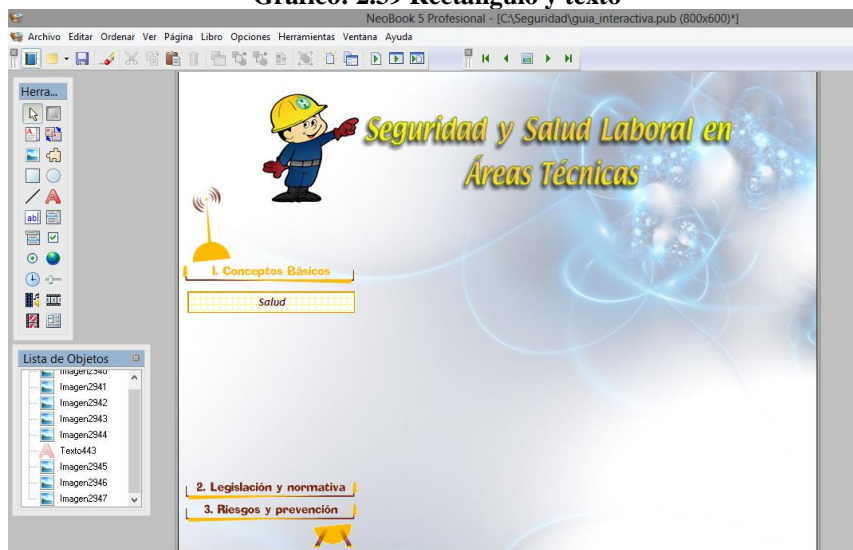 Gráfico: 2.39 Rectángulo y texto
NeoBook 5 Profesional - [C:\Seguridad\guia_interactiva.pub (800x600)*]
Archivo Editar Ordenar Ver Página Libro Opciones Herramientas Ventana Ayuda
Herra...
Seguridad y Salud Laboral en
Áreas Técnicas
1. Conceptos Básicos
Salud
Lista de Objetos
Imagen2940
Imagen2941
Imagen2942
Imagen2943
Imagen2944
Texto443
Imagen2945
Imagen2946
Imagen2947
2. Legislación y normativa
3. Riesgos y prevención